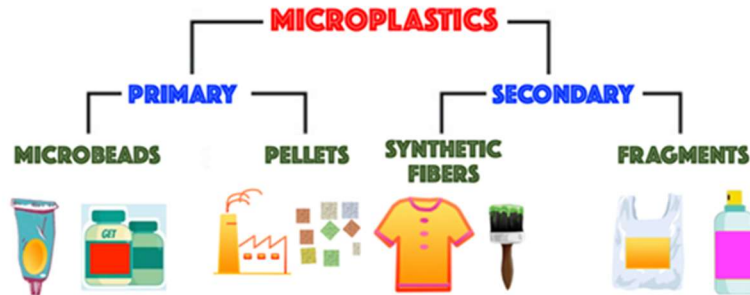 MICROPLASTICS
PRIMARY
SECONDARY
MICROBEADS
PELLETS
SYNTHETIC
FIBERS
FRAGMENTS
GET